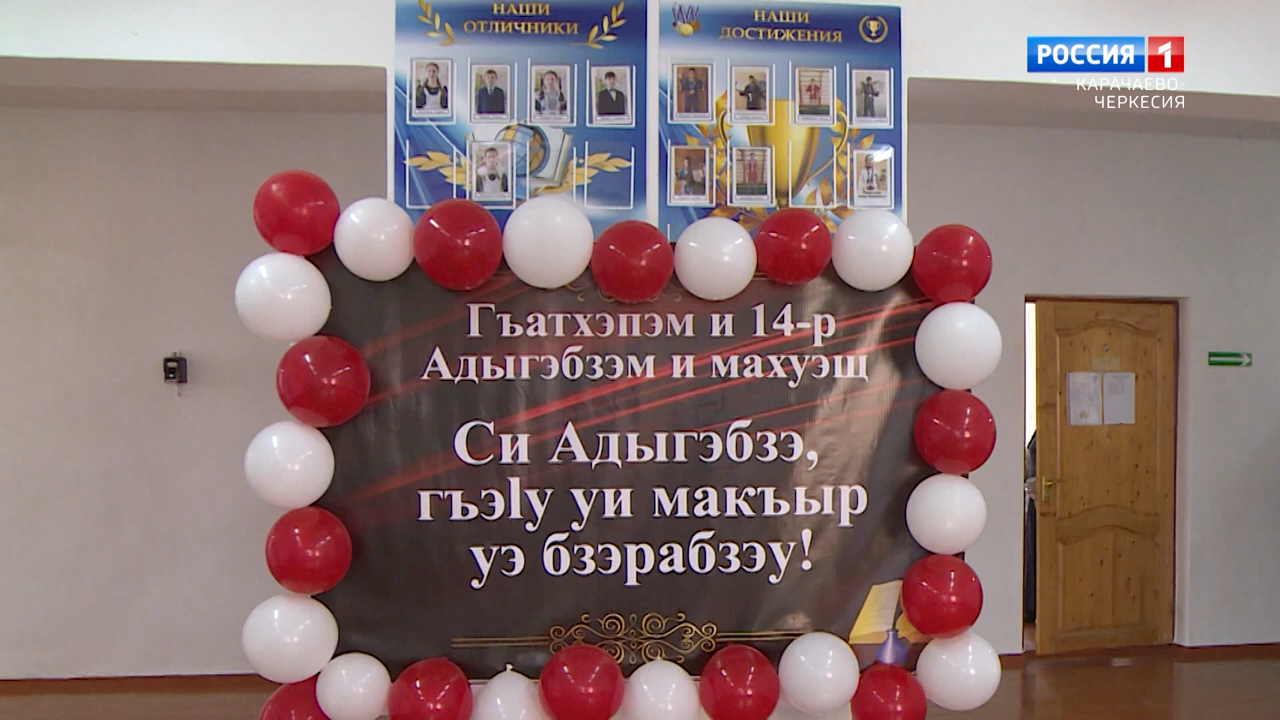 НАШИ
ОТЛИЧНИКИ
НАШИ
ДОСТИЖЕНИЯ
РОССИЯ 1
КАРАЧАЕВО-
ЧЕРКЕСИЯ
Гъатхэпэм и 14-р
Адыгэбзэм и махуэщ
Си Адыгэбзэ,
гъэlу уи макъыр
уэ бзэрабзэу!